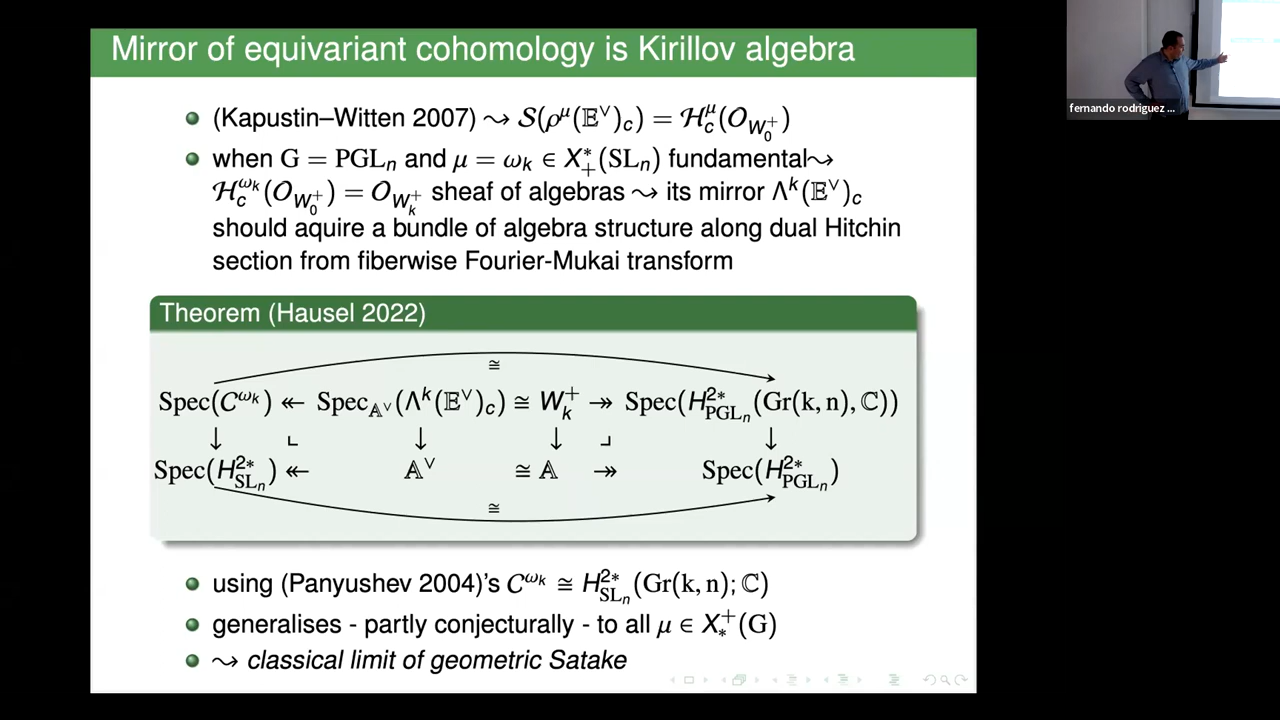 Mirror of equivariant cohomology is Kirillov algebra
(Kapustin–Witten 2007) ⇝ 𝒮(ρ^μ(𝔼^∨)_c) = ℋ_c^μ(𝒪_{W_0^+})
when G = PGL_n and μ = ω_k ∈ X_+^*(SL_n) fundamental⇝
ℋ_c^{ω_k}(𝒪_{W_0^+}) = 𝒪_{W_k^+} sheaf of algebras ⇝ its mirror Λ^k(𝔼^∨)_c
should aquire a bundle of algebra structure along dual Hitchin
section from fiberwise Fourier-Mukai transform
Theorem (Hausel 2022)
≅
Spec(C^{ω_k}) ↞ Spec_{𝔸^∨}(Λ^k(𝔼^∨)_c) ≅ W_k^+ ↠ Spec(H^{2*}_{PGL_n}(Gr(k, n), ℂ))
↓ ⌞ ↓ ↓ ⌟ ↓
Spec(H^{2*}_{SL_n}) ↞ 𝔸^∨ ≅ 𝔸 ↠ Spec(H^{2*}_{PGL_n})
≅
using (Panyushev 2004)'s C^{ω_k} ≅ H^{2*}_{SL_n}(Gr(k, n); ℂ)
generalises - partly conjecturally - to all μ ∈ X_*^+(G)
⇝ classical limit of geometric Satake
fernando rodriguez ...